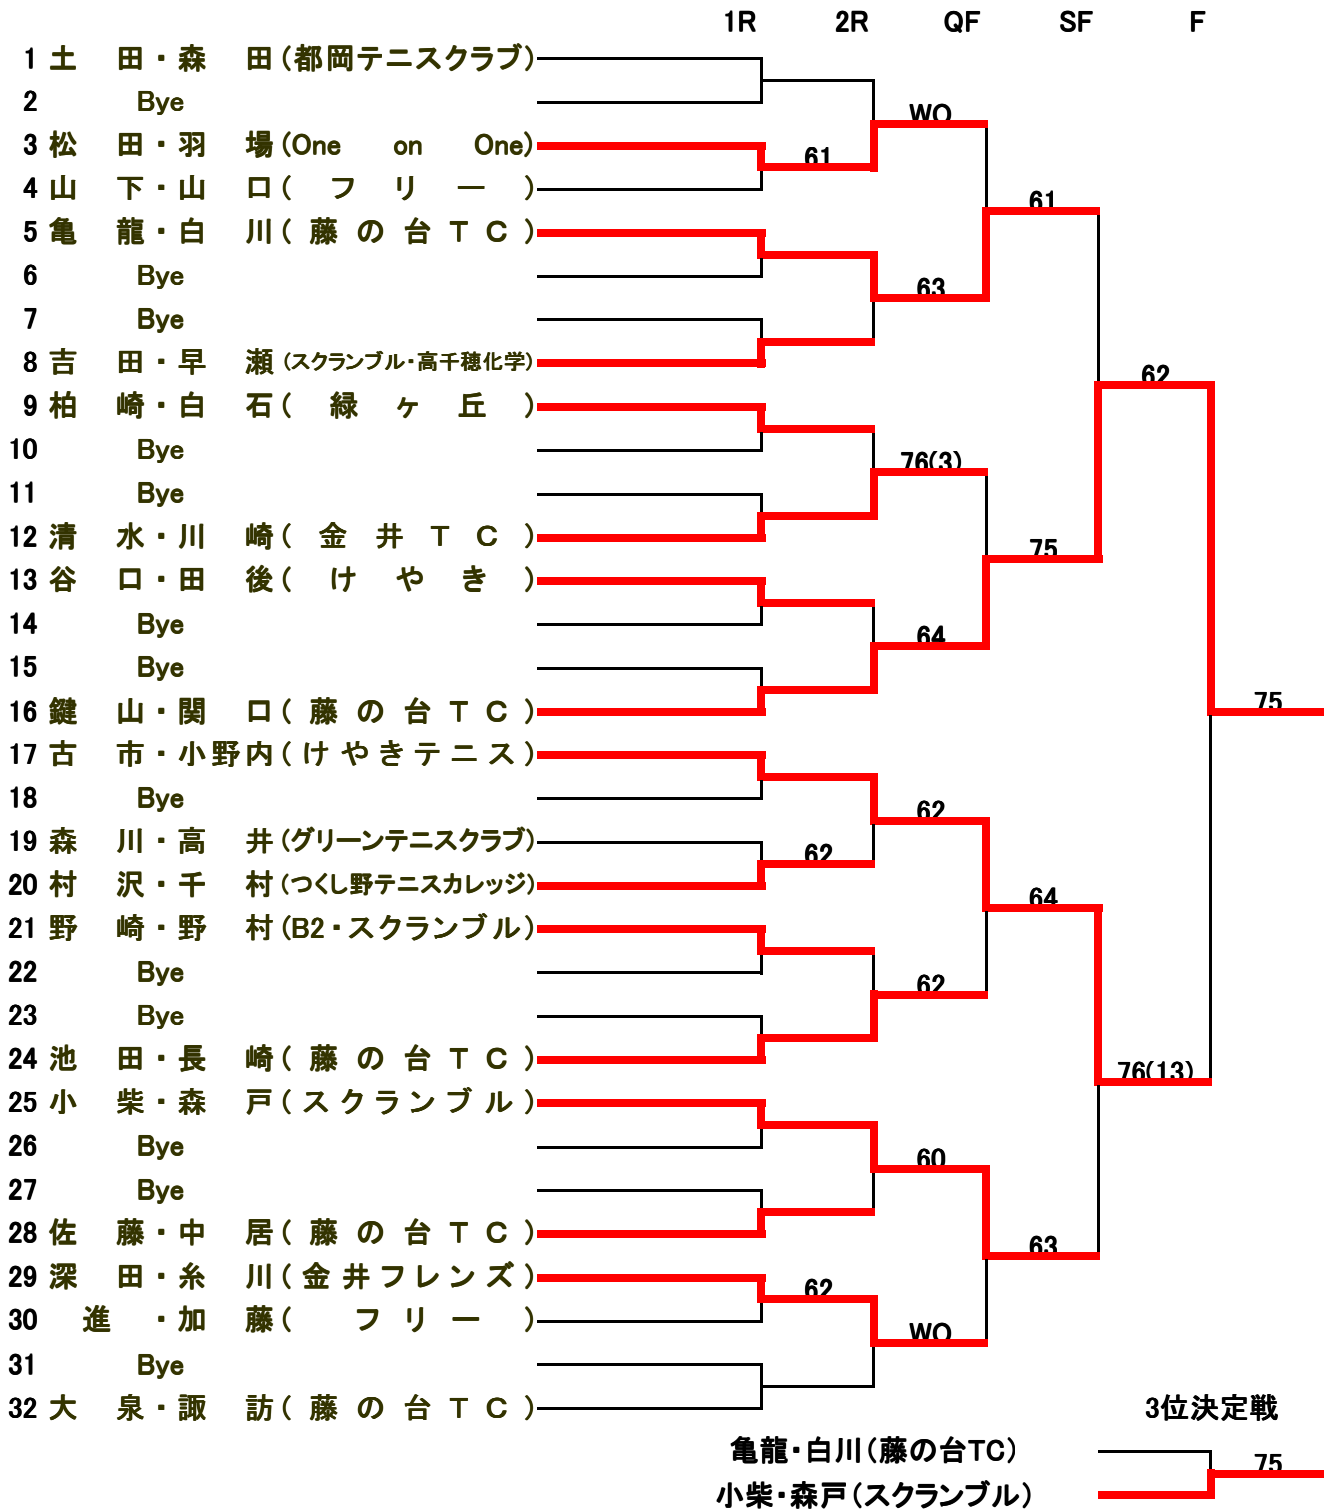 1R 2R QF SF F
1 土 田・森 田(都岡テニスクラブ)
2 Bye
WO
3 松 田・羽 場(One on One)
61
4 山 下・山 口( フ リ ー )
61
5 亀 龍・白 川( 藤 の 台 T C )
6 Bye
63
7 Bye
8 吉 田・早 瀬(スクランブル・高千穂化学)
62
9 柏 崎・白 石( 緑 ヶ 丘 )
10 Bye
76(3)
11 Bye
12 清 水・川 崎( 金 井 T C )
75
13 谷 口・田 後( け や き )
14 Bye
64
15 Bye
16 鍵 山・関 口( 藤 の 台 T C )
75
17 古 市・小野内(けやきテニス)
18 Bye
62
19 森 川・高 井(グリーンテニスクラブ)
62
20 村 沢・千 村(つくし野テニスカレッジ)
64
21 野 崎・野 村(B2・スクランブル)
22 Bye
62
23 Bye
24 池 田・長 崎( 藤 の 台 T C )
76(13)
25 小 柴・森 戸(スクランブル)
26 Bye
60
27 Bye
28 佐 藤・中 居( 藤 の 台 T C )
63
29 深 田・糸 川(金井フレンズ)
62
30 進 ・加 藤( フ リ ー )
WO
31 Bye
32 大 泉・諏 訪( 藤 の 台 T C )
3位決定戦
亀龍・白川(藤の台TC)
75
小柴・森戸(スクランブル)